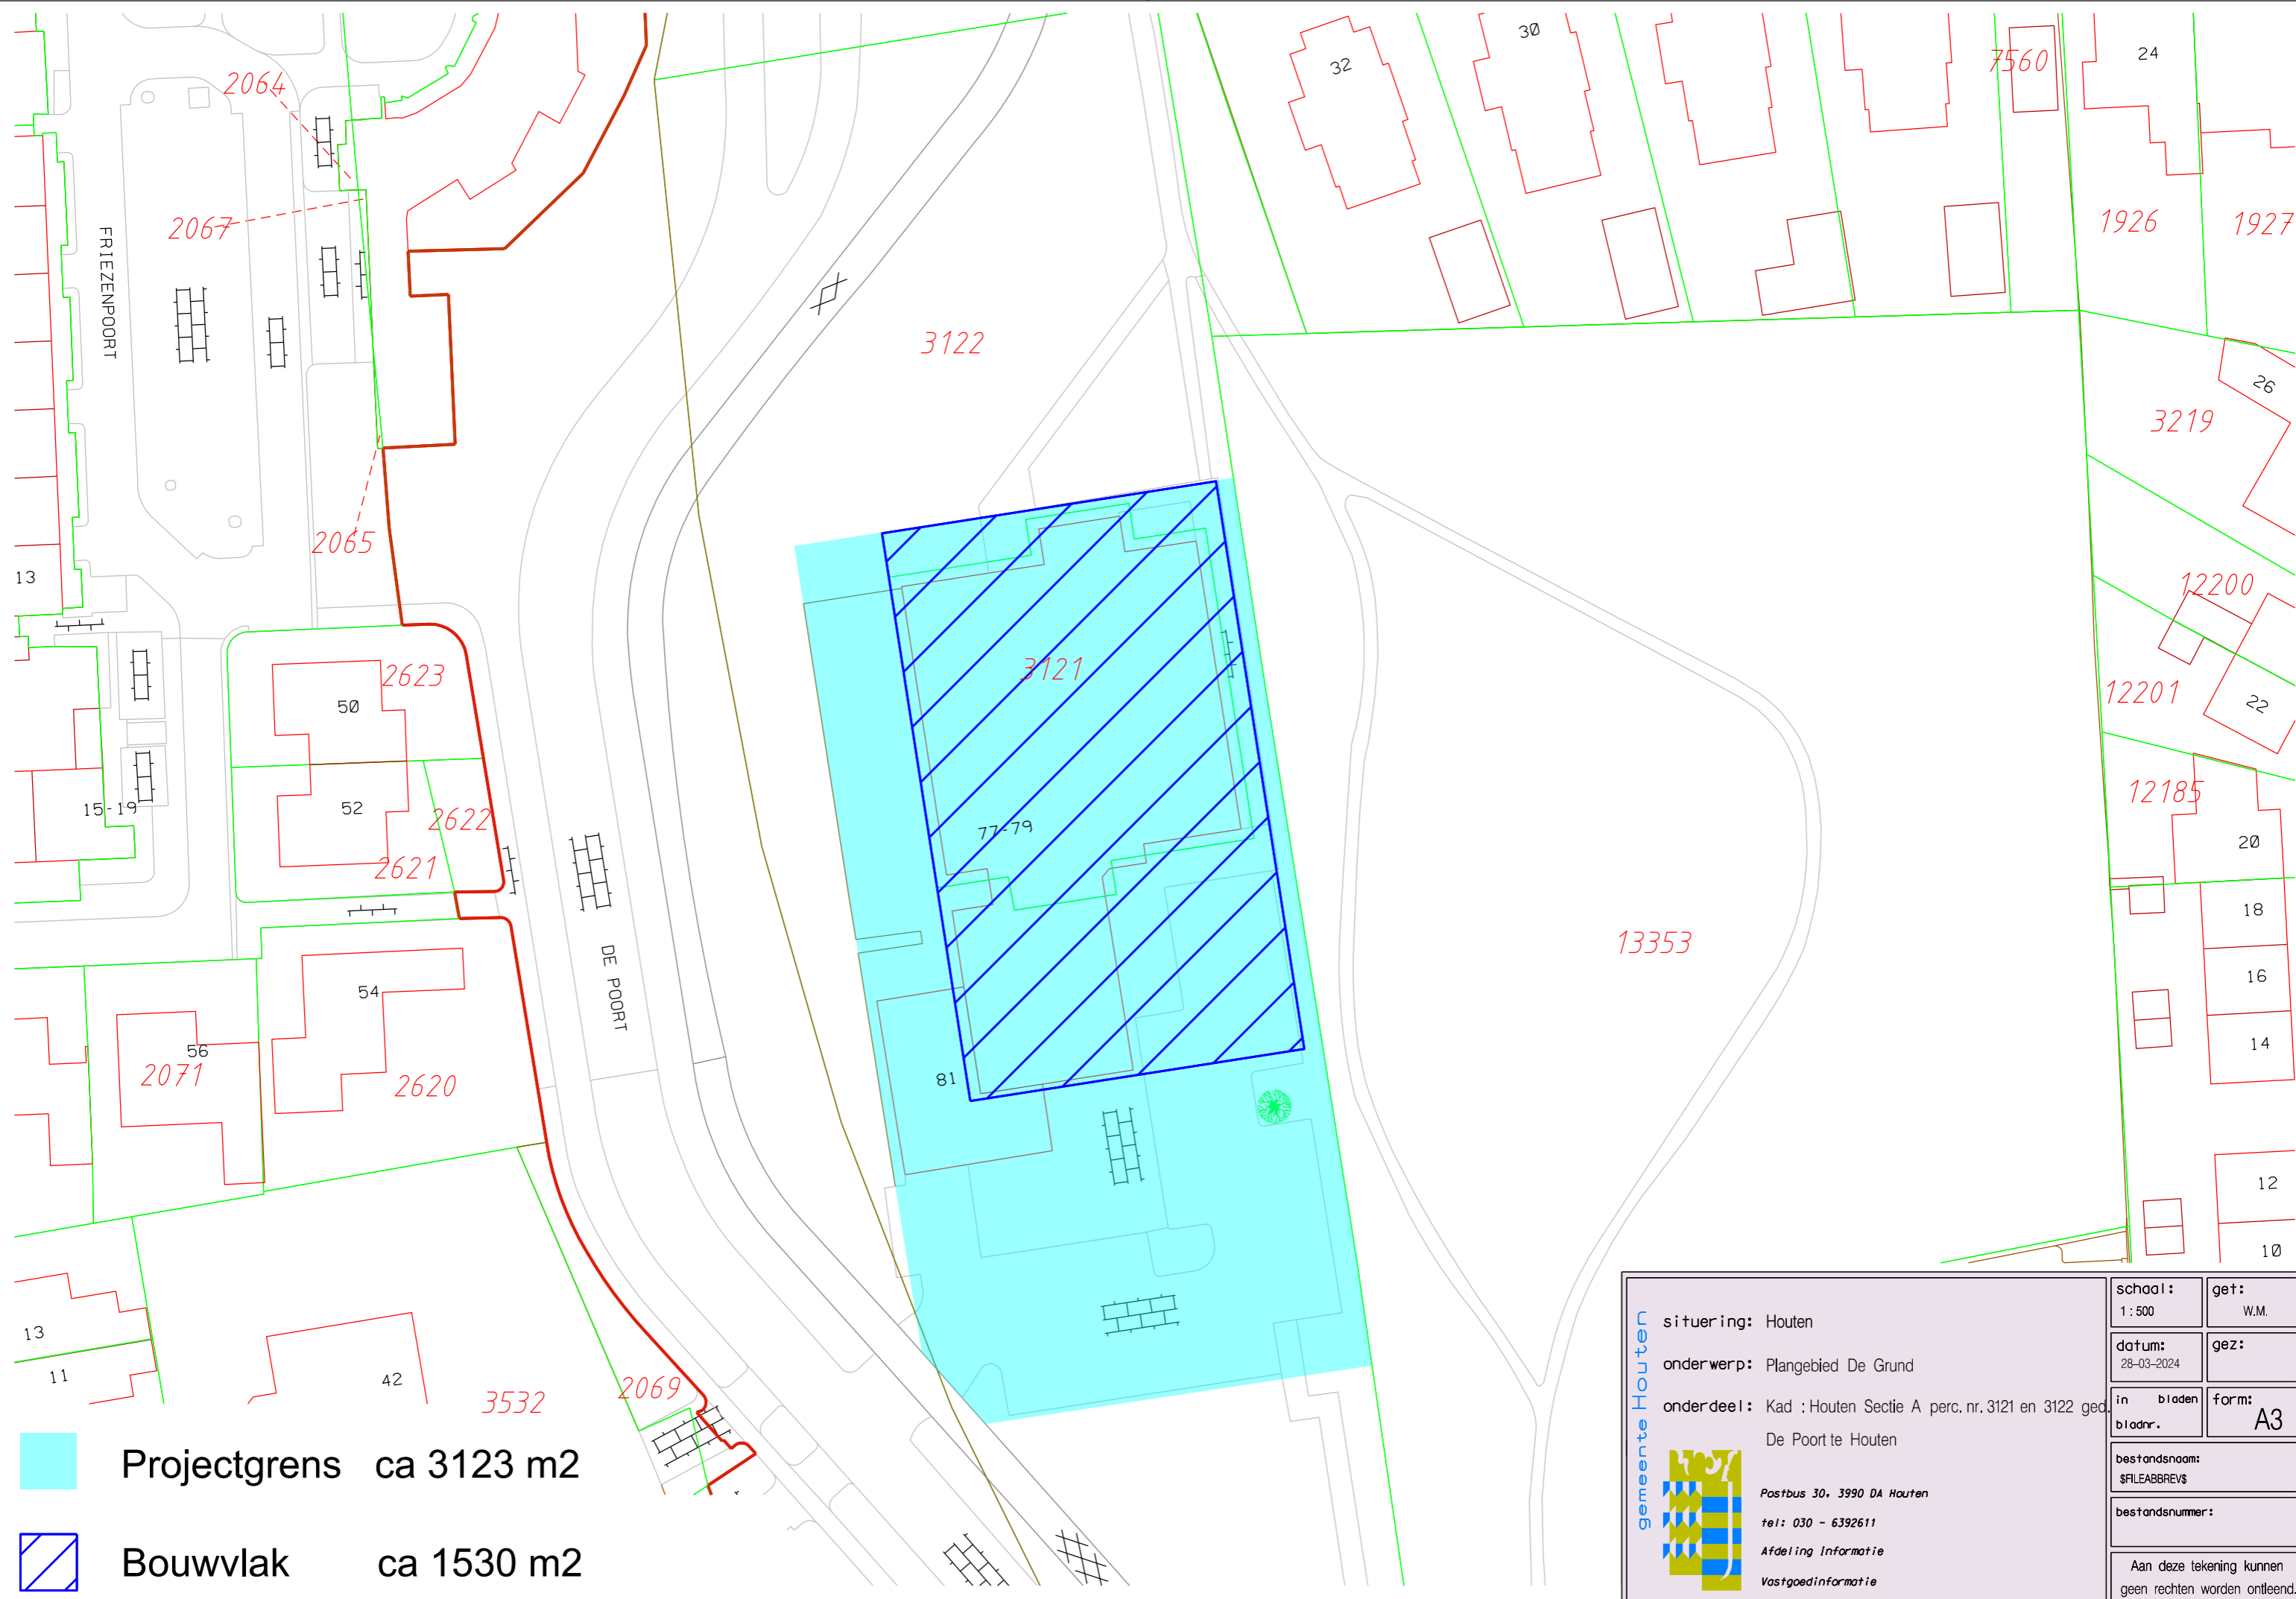 32
30
7560
24
2064
2067
FRIEZENPOORT
1926
1927
3122
26
3219
2065
13
12200
3121
2623
50
12201
22
52
2622
15-19
77-79
12185
2621
20
18
DE POORT
13353
54
16
56
2071
2620
81
14
12
10
13
11
42
3532
2069
Projectgrens ca 3123 m2
Bouwvlak ca 1530 m2
gemeente Houten
situering: Houten
onderwerp: Plangebied De Grund
onderdeel: Kad : Houten Sectie A perc. nr. 3121 en 3122 ged.
De Poort te Houten
Postbus 30. 3990 DA Houten
tel: 030 - 6392611
Afdeling Informatie
Vastgoedinformatie
schaal:
1 : 500
get:
W.M.
datum:
28-03-2024
gez:
in bladen
bladnr.
form:
A3
bestandsnaam:
$FILEABBREV$
bestandsnummer:
Aan deze tekening kunnen
geen rechten worden ontleend.